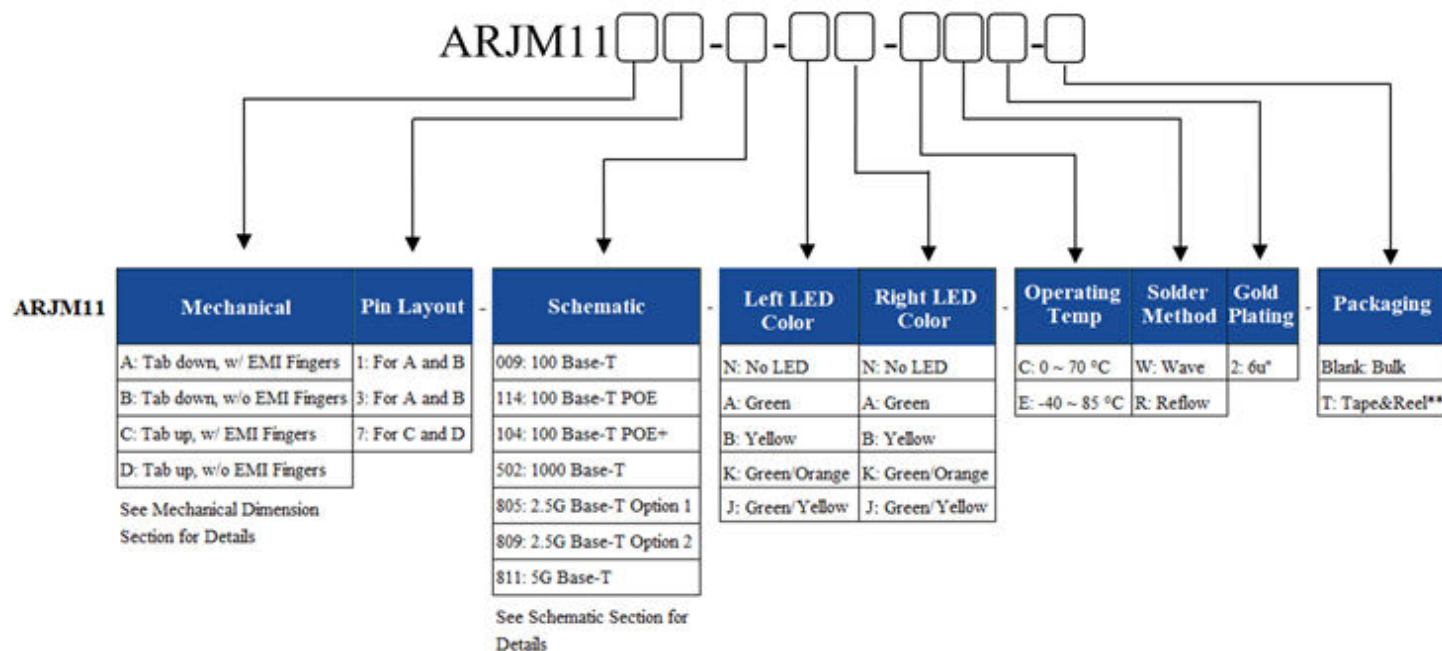 ARJM11 - - - -
ARJM11
Mechanical
Pin Layout
-
Schematic
-
Left LED
Color
Right LED
Color
-
Operating
Temp
Solder
Method
Gold
Plating
-
Packaging
A: Tab down, w/ EMI Fingers
B: Tab down, w/o EMI Fingers
C: Tab up, w/ EMI Fingers
D: Tab up, w/o EMI Fingers
See Mechanical Dimension
Section for Details
1: For A and B
3: For A and B
7: For C and D
009: 100 Base-T
114: 100 Base-T POE
104: 100 Base-T POE+
502: 1000 Base-T
805: 2.5G Base-T Option 1
809: 2.5G Base-T Option 2
811: 5G Base-T
See Schematic Section for
Details
N: No LED
A: Green
B: Yellow
K: Green/Orange
J: Green/Yellow
N: No LED
A: Green
B: Yellow
K: Green/Orange
J: Green/Yellow
C: 0 ~ 70 °C
E: -40 ~ 85 °C
W: Wave
R: Reflow
2: 6u"
Blank: Bulk
T: Tape&Reel**